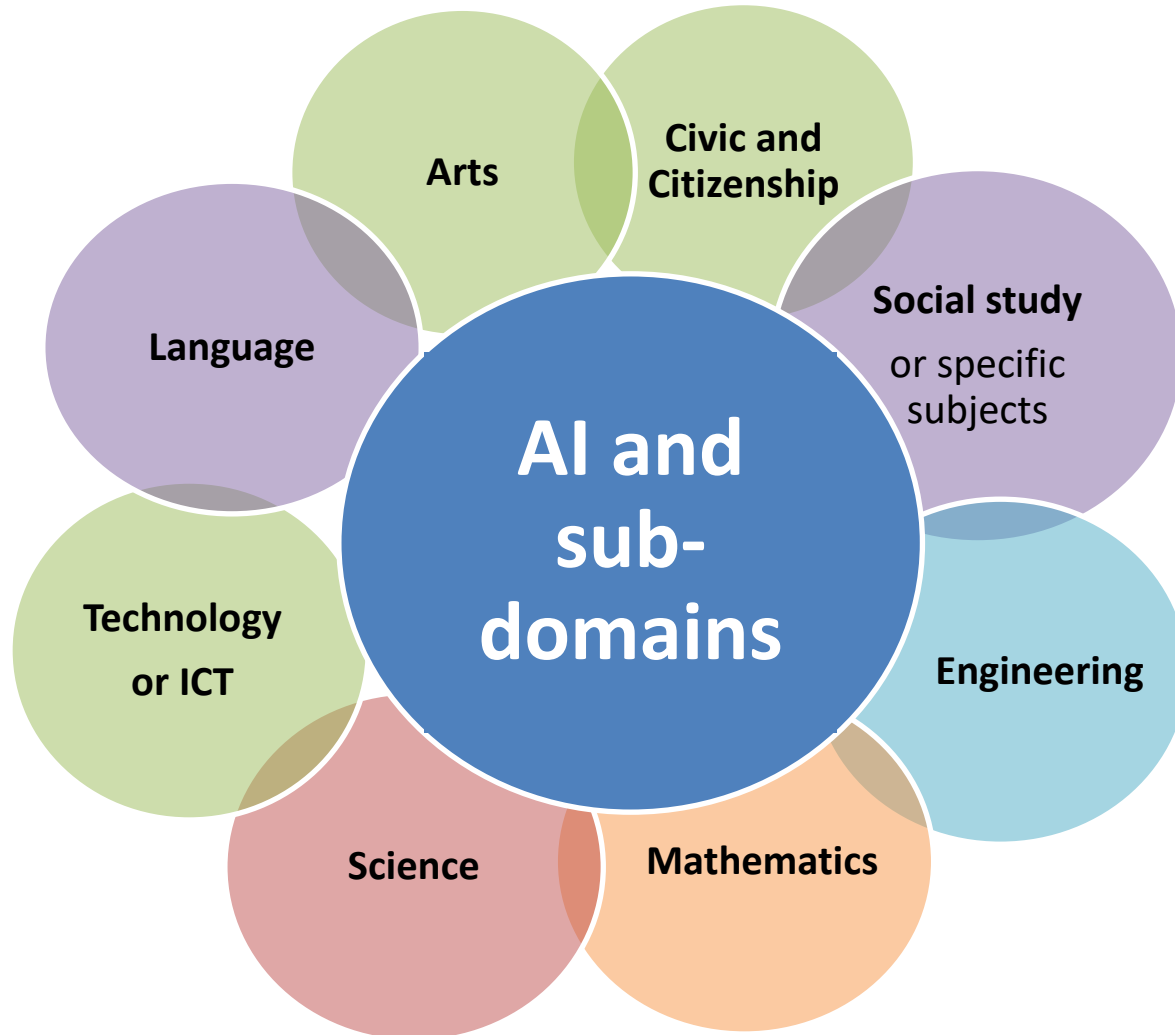 Arts
Civic and
Citizenship
Social study
or specific
subjects
Language
AI and
sub-
domains
Technology
or ICT
Engineering
Science
Mathematics